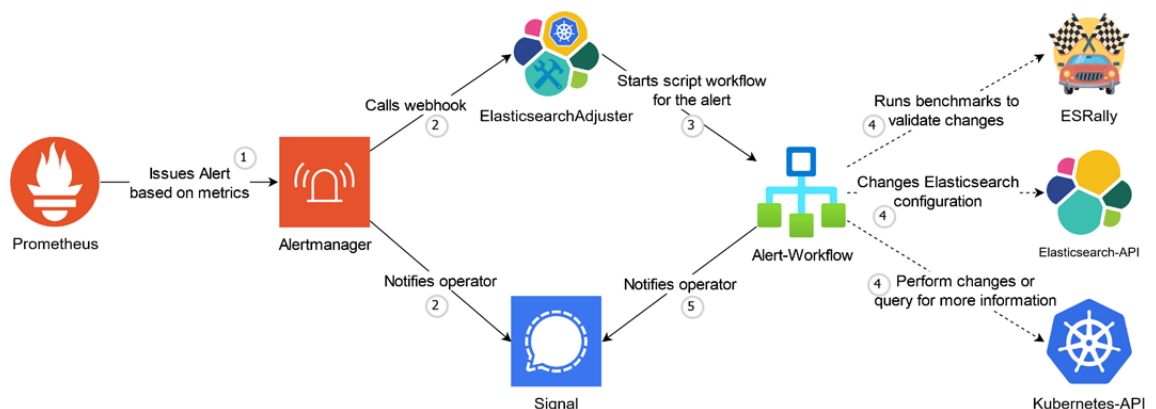 Prometheus
Issues Alert
based on metrics
1
Alertmanager
Calls webhook
2
ElasticsearchAdjuster
Notifies operator
2
Signal
Starts script workflow
for the alert
3
Alert-Workflow
Notifies operator
5
Runs benchmarks to
4 validate changes
ESRally
Changes Elasticsearch
configuration
4
Elasticsearch-API
4 Perform changes or
query for more information
Kubernetes-API